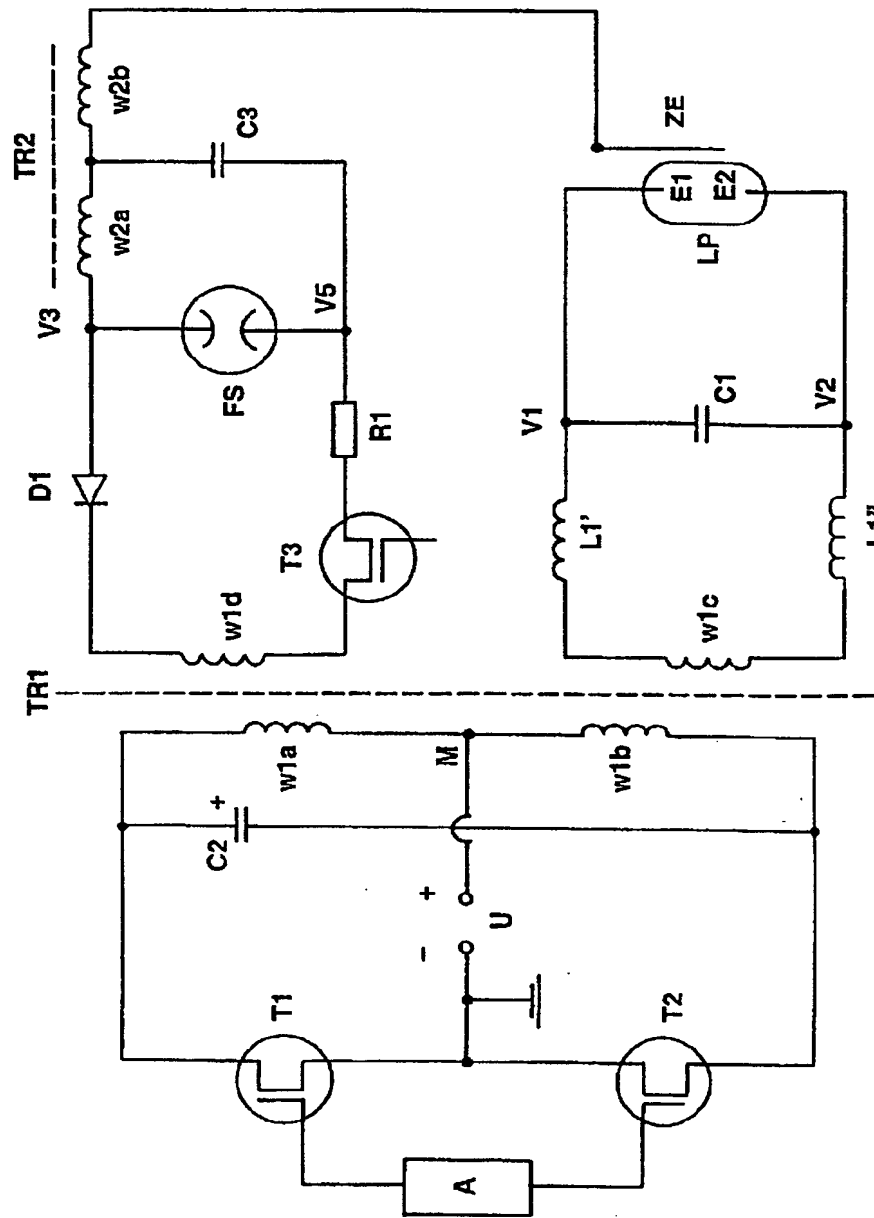 TR1
TR2
D1
V3
w2a
w2b
C3
FS
V5
R1
T3
w1d
ZE
E1
E2
LP
V1
C1
V2
L1'
L1"
w1c
w1a
M
w1b
C2
+
+
-
U
T1
T2
A